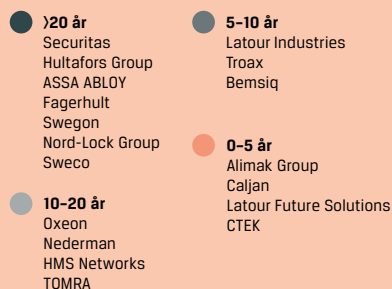 >20 år
Securitas
Hultafors Group
ASSA ABLOY
Fagerhult
Swegon
Nord-Lock Group
Sweco
10–20 år
Oxeon
Nederman
HMS Networks
TOMRA
5–10 år
Latour Industries
Troax
Bemsiq
0–5 år
Alimak Group
Caljan
Latour Future Solutions
CTEK